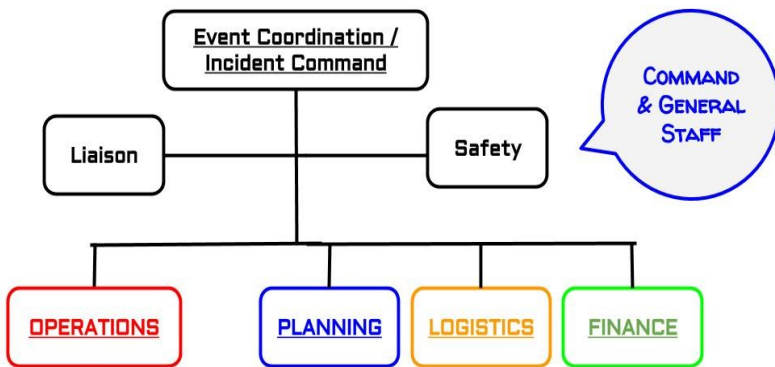 Event Coordination /
Incident Command
COMMAND
& GENERAL
STAFF
Liaison
Safety
OPERATIONS
PLANNING
LOGISTICS
FINANCE